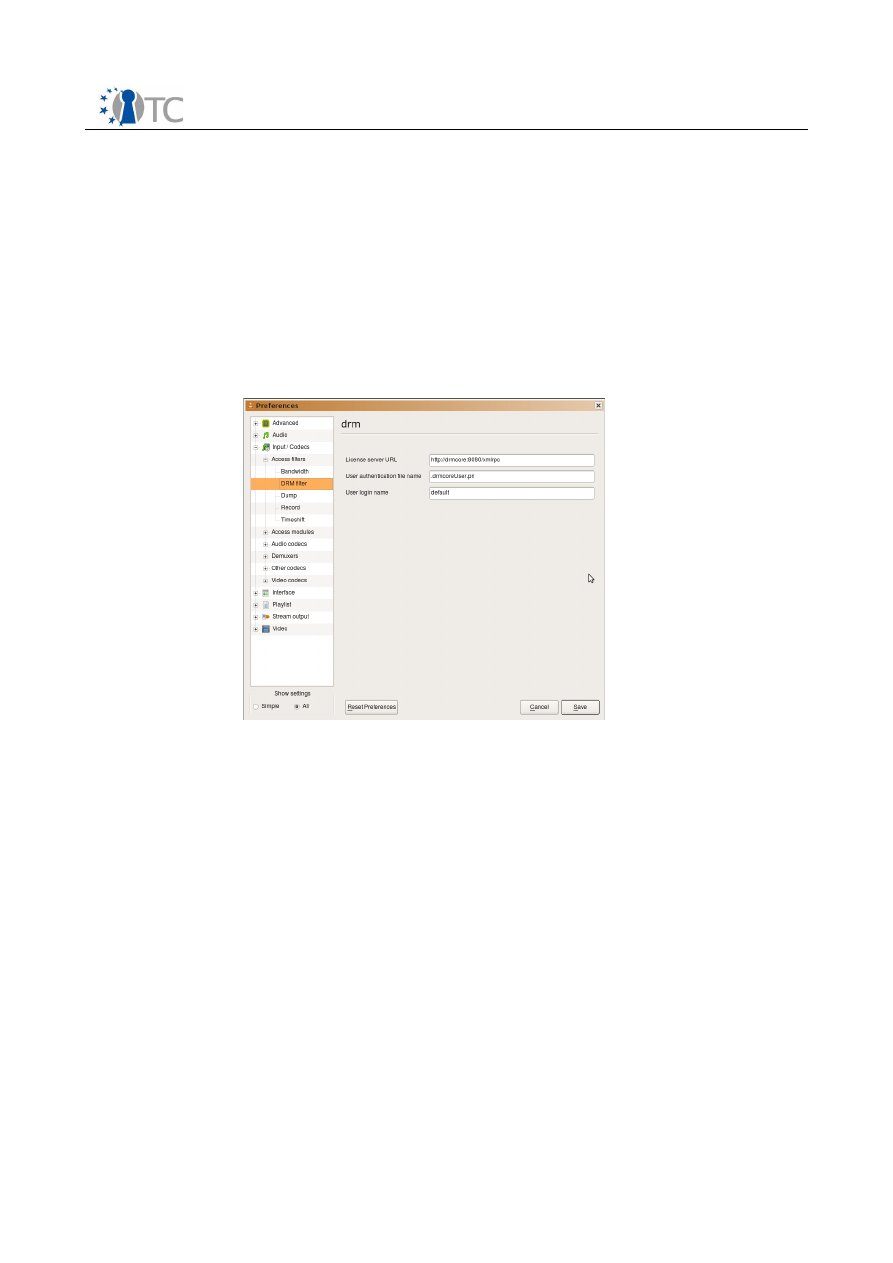 TC
Preferences
Advanced
Audio
Input / Codecs
Access filters
Bandwidth
DRM filter
Dump
Record
Timeshift
Access modules
Audio codecs
Demuxers
Other codecs
Video codecs
Interface
Playlist
Stream output
Video
Show settings
Simple All
drm
License server URL http://drmcore:8080/xmlrpc
User authentication file name .drmcoreUser.pri
User login name default
Reset Preferences Cancel Save